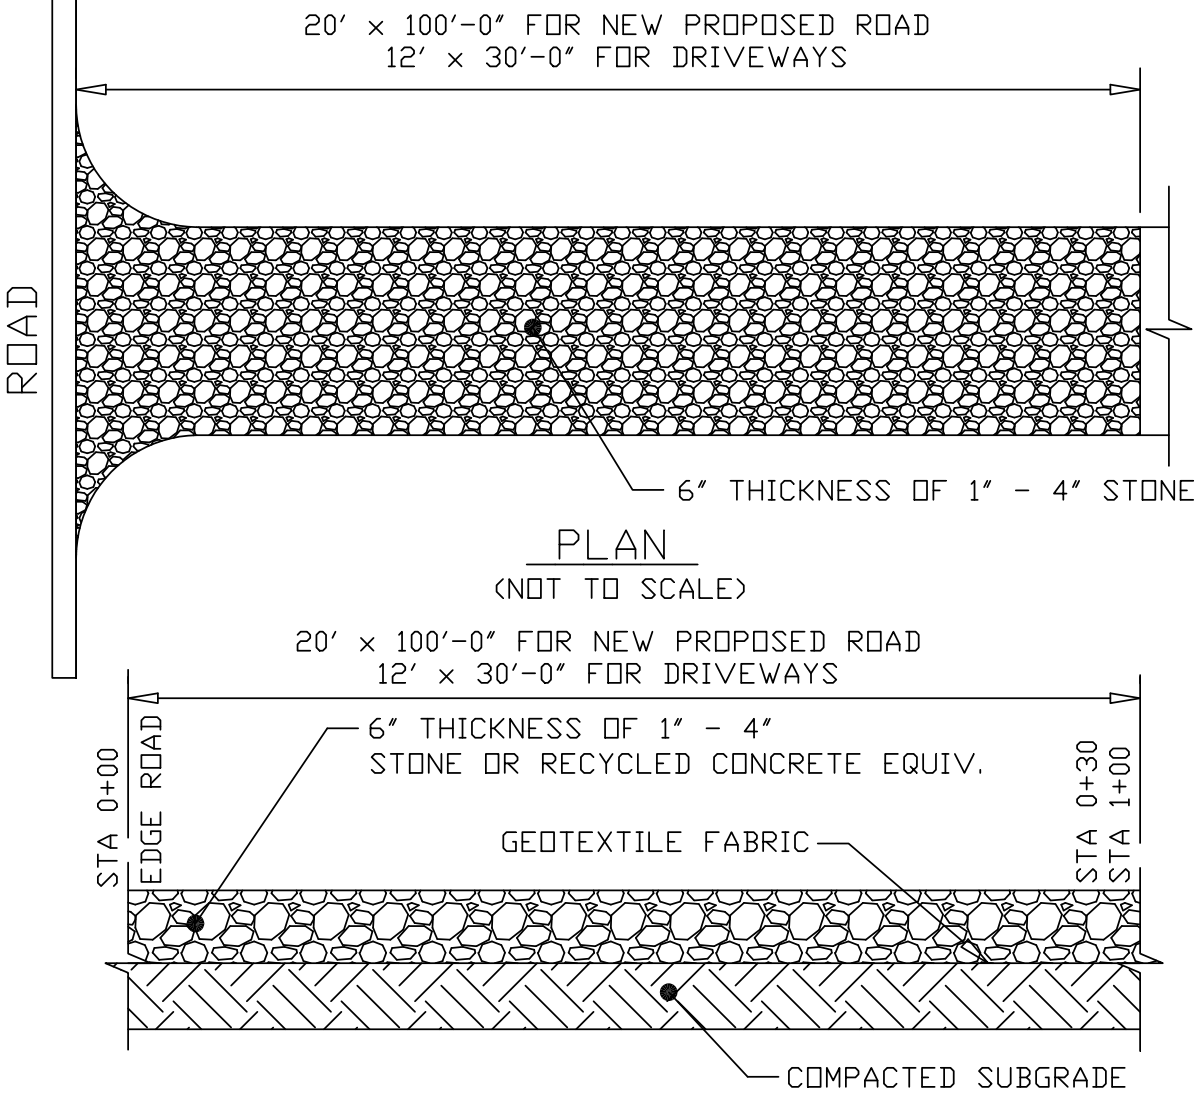 20' x 100'-0" FOR NEW PROPOSED ROAD
12' x 30'-0" FOR DRIVEWAYS
ROAD
6" THICKNESS OF 1" - 4" STONE
PLAN
(NOT TO SCALE)
20' x 100'-0" FOR NEW PROPOSED ROAD
12' x 30'-0" FOR DRIVEWAYS
STA 0+00
EDGE ROAD
6" THICKNESS OF 1" - 4"
STONE OR RECYCLED CONCRETE EQUIV.
GEOTEXTILE FABRIC
STA 0+30
STA 1+00
COMPACTED SUBGRADE